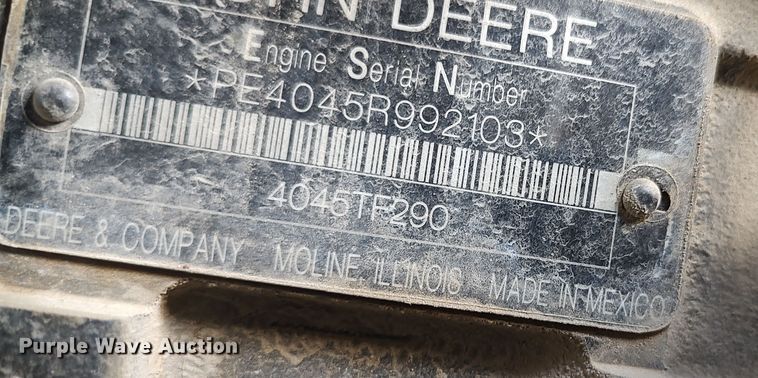 JOHN DEERE
Engine Serial Number
*PE4045R992103*
4045TF290
DEERE & COMPANY MOLINE, ILLINOIS MADE IN MEXICO
Purple Wave Auction